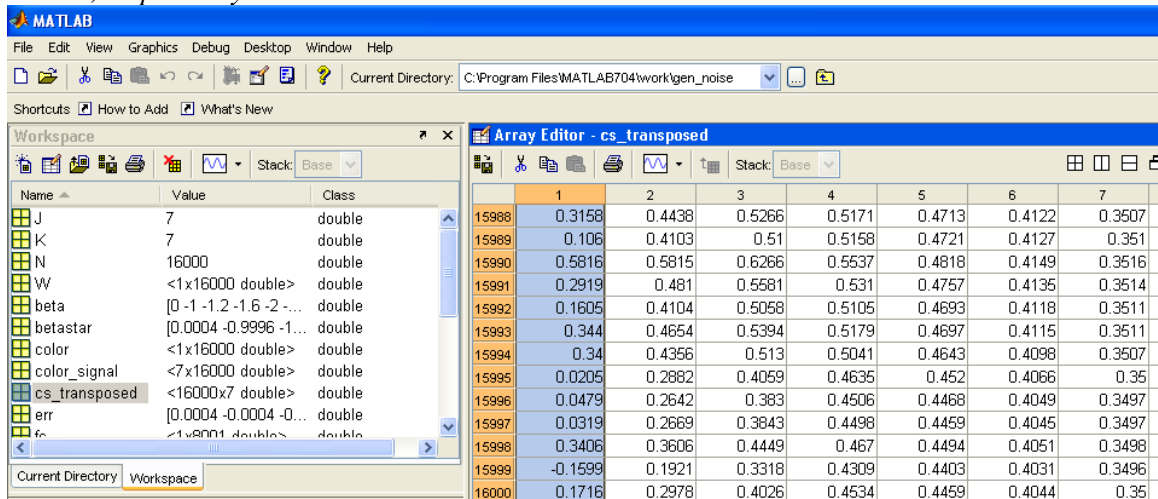 MATLAB
File Edit View Graphics Debug Desktop Window Help
Current Directory: C:\Program Files\MATLAB704\work\gen_noise
Shortcuts How to Add What's New
Workspace
Stack: Base
Name Value Class
J 7 double
K 7 double
N 16000 double
W <1x16000 double> double
beta [0 -1 -1.2 -1.6 -2 -... double
betastar [0.0004 -0.9996 -1... double
color <1x16000 double> double
color_signal <7x16000 double> double
cs_transposed <16000x7 double> double
err [0.0004 -0.0004 -0... double
fc <1x8001 double> double
Current Directory Workspace
Array Editor - cs_transposed
Stack: Base
1 2 3 4 5 6 7
15988 0.3158 0.4438 0.5266 0.5171 0.4713 0.4122 0.3507
15989 0.106 0.4103 0.51 0.5158 0.4721 0.4127 0.351
15990 0.5816 0.5815 0.6266 0.5537 0.4818 0.4149 0.3516
15991 0.2919 0.481 0.5581 0.531 0.4757 0.4135 0.3514
15992 0.1605 0.4104 0.5058 0.5105 0.4693 0.4118 0.3511
15993 0.344 0.4654 0.5394 0.5179 0.4697 0.4115 0.3511
15994 0.34 0.4356 0.513 0.5041 0.4643 0.4098 0.3507
15995 0.0205 0.2882 0.4059 0.4635 0.452 0.4066 0.35
15996 0.0479 0.2642 0.383 0.4506 0.4468 0.4049 0.3497
15997 0.0319 0.2669 0.3843 0.4498 0.4459 0.4045 0.3497
15998 0.3406 0.3606 0.4449 0.467 0.4494 0.4051 0.3498
15999 -0.1599 0.1921 0.3318 0.4309 0.4403 0.4031 0.3496
16000 0.1716 0.2978 0.4026 0.4534 0.4459 0.4044 0.35